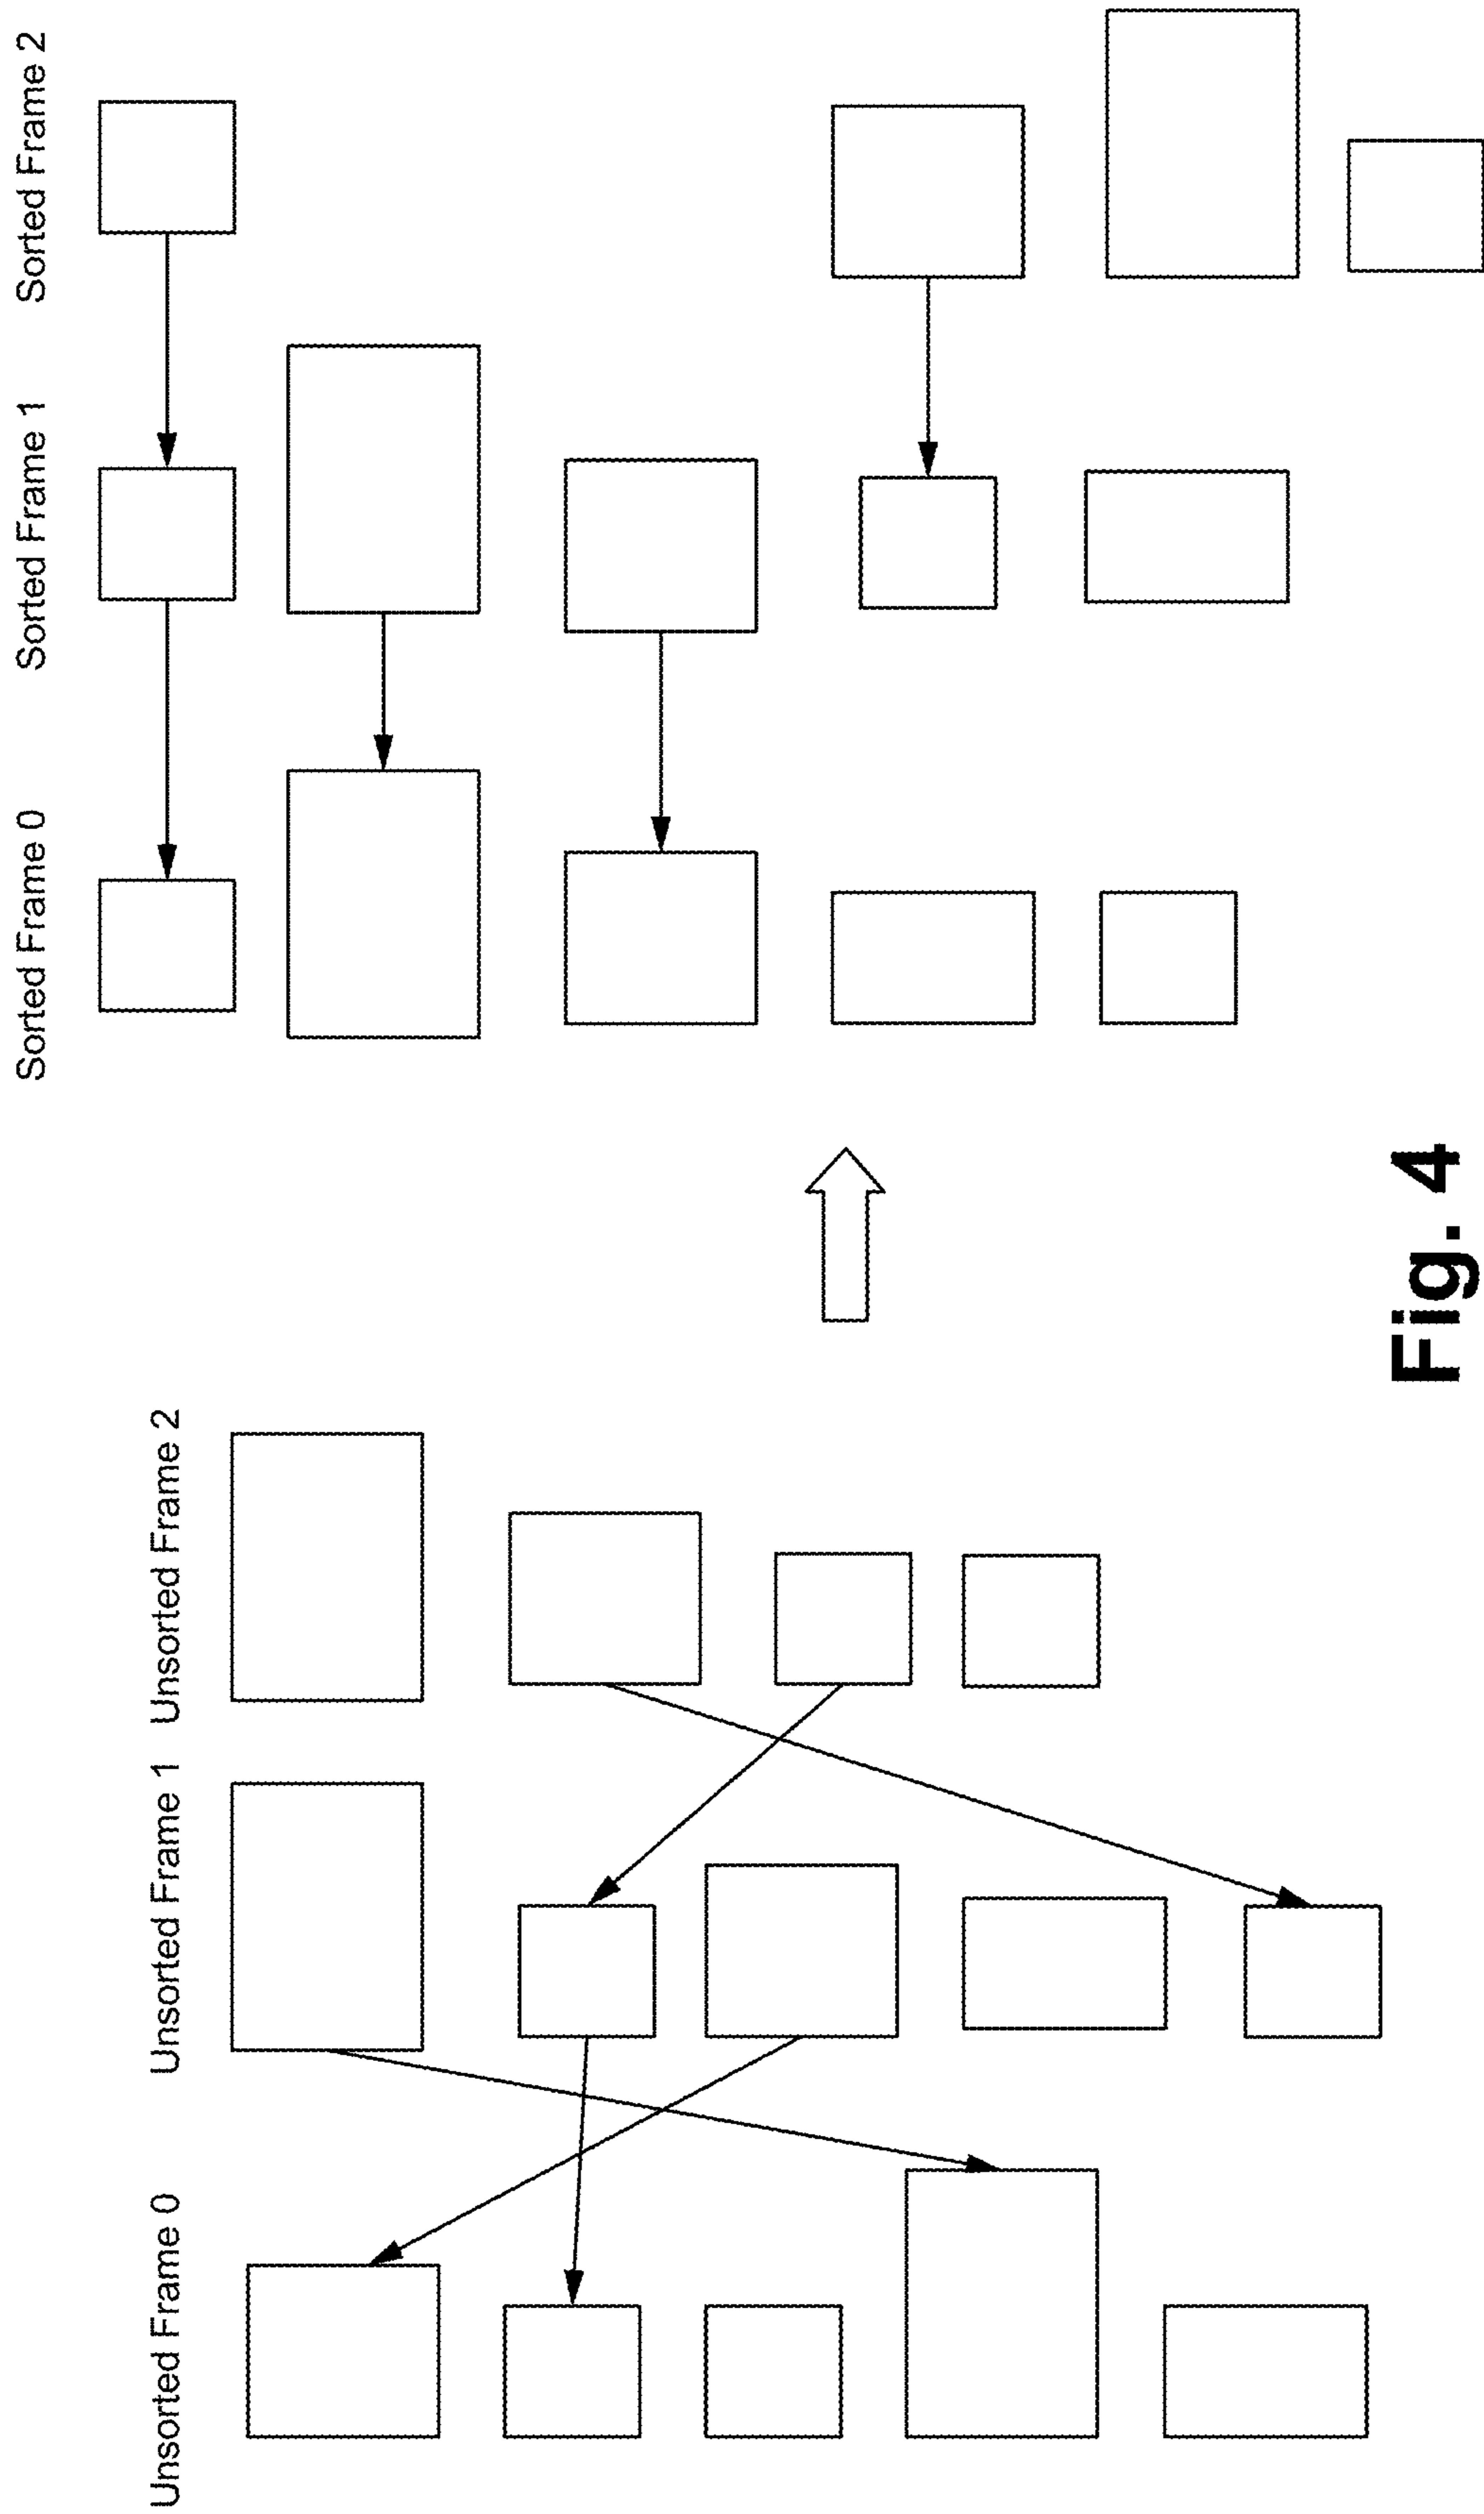 Unsorted Frame 0
Unsorted Frame 1
Unsorted Frame 2
Sorted Frame 0
Sorted Frame 1
Sorted Frame 2
Fig. 4